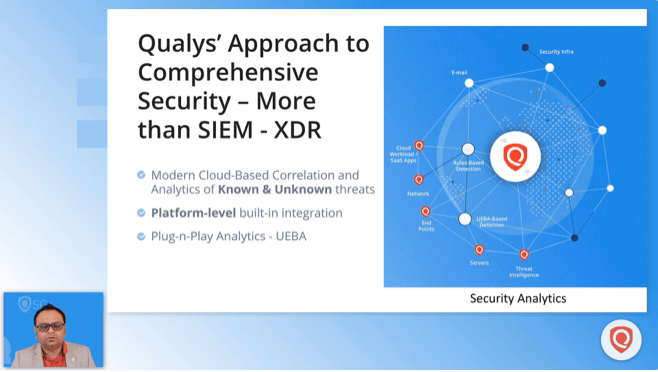 Qualys’ Approach to
Comprehensive
Security – More
than SIEM - XDR
Modern Cloud-Based Correlation and
Analytics of Known & Unknown threats
Platform-level built-in integration
Plug-n-Play Analytics - UEBA
Security Infra
E-mail
Cloud
Workload /
SaaS Apps
Rules-Based
Detection
Network
End
Points
UEBA-Based
Detection
Servers
Threat
Intelligence
Security Analytics